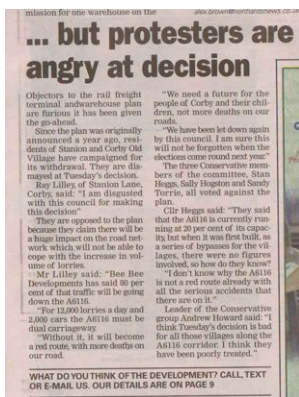 mission for one warehouse on the
alex.brown@northantsnews.co.uk
... but protesters are
angry at decision
Objectors to the rail freight
terminal andwarehouse plan
are furious it has been given
the go-ahead.
Since the plan was originally
announced a year ago, resi-
dents of Stanion and Corby Old
Village have campaigned for
its withdrawal. They are dis-
mayed at Tuesday's decision.
Ray Lilley, of Stanion Lane,
Corby, said: "I am disgusted
with this council for making
this decision"
They are opposed to the plan
because they claim there will be
a huge impact on the road net-
work which will not be able to
cope with the increase in vol-
ume of lorries.
Mr Lilley said: "Bee Bee
Developments has said 80 per
cent of that traffic will be going
down the A6116.
"For 12,000 lorries a day and
2,000 cars the A6116 must be
dual carriageway.
"Without it, it will become
a red route, with more deaths on
our road.
"We need a future for the
people of Corby and their chil-
dren, not more deaths on our
roads.
"We have been let down again
by this council. I am sure this
will not be forgotten when the
elections come round next year."
The three Conservative mem-
bers of the committee, Stan
Heggs, Sally Hogston and Sandy
Torrie, all voted against the
plan.
Cllr Heggs said: "They said
that the A6116 is currently run-
ning at 20 per cent of its capac-
ity, but when it was first built, as
a series of bypasses for the vil-
lages, there were no figures
involved, so how do they know?
"I don't know why the A6116
is not a red route already with
all the serious accidents that
there are on it."
Leader of the Conservative
group Andrew Howard said: "I
think Tuesday's decision is bad
for all those villages along the
A6116 corridor. I think they
have been poorly treated."
WHAT DO YOU THINK OF THE DEVELOPMENT? CALL, TEXT
OR E-MAIL US. OUR DETAILS ARE ON PAGE 9